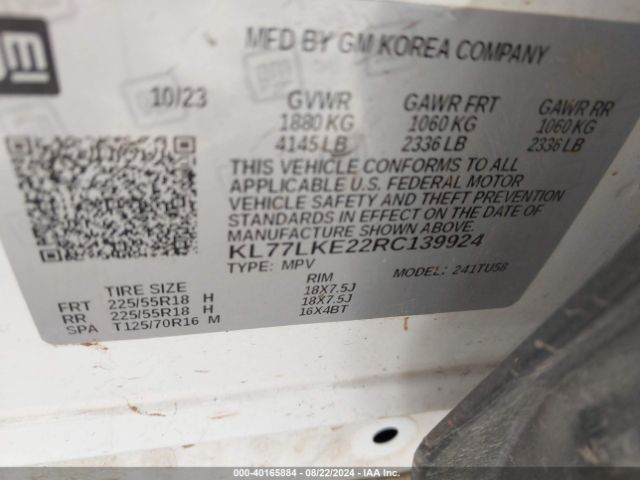 GM
MFD BY GM KOREA COMPANY
10/23
GVWR GAWR FRT GAWR RR
1880 KG 1060 KG 1060 KG
4145 LB 2336 LB 2336 LB
THIS VEHICLE CONFORMS TO ALL
APPLICABLE U.S. FEDERAL MOTOR
VEHICLE SAFETY AND THEFT PREVENTION
STANDARDS IN EFFECT ON THE DATE OF
MANUFACTURE SHOWN ABOVE.
KL77LKE22RC139924
TYPE: MPV MODEL: 241TU58
TIRE SIZE RIM
FRT 225/55R18 H 18X7.5J
RR 225/55R18 H 18X7.5J
SPA T125/70R16 M 16X4BT
000-40165884 - 08/22/2024 - IAA Inc.